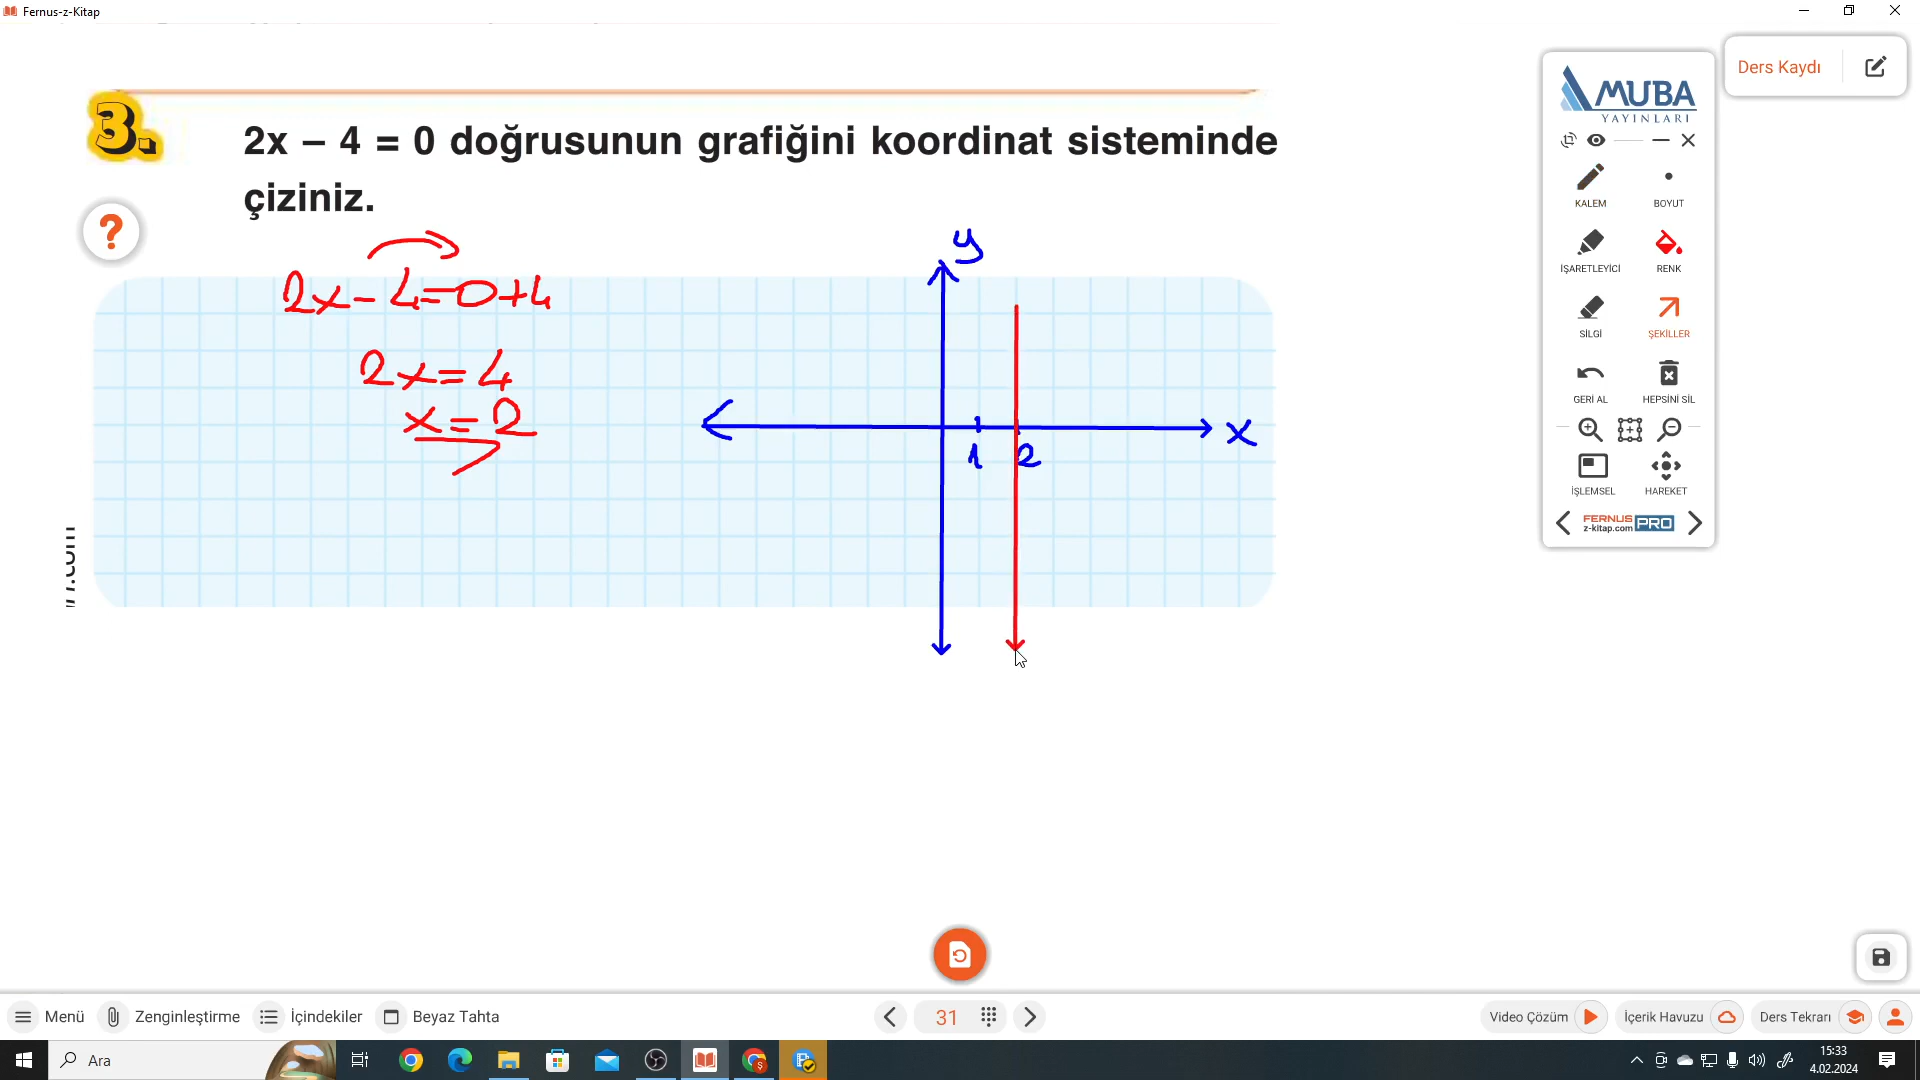 Fernus-z-Kitap
Ders Kaydı
MUBA
YAYINLARI
3.
2x – 4 = 0 doğrusunun grafiğini koordinat sisteminde
çiziniz.
?
2x-4=0+4
2x=4
x=2
y
x
1 2
KALEM BOYUT
İŞARETLEYİCİ RENK
SİLGİ ŞEKİLLER
GERİ AL HEPSİNİ SİL
İŞLEMSEL HAREKET
FERNUS PRO
z-kitap.com
Menü Zenginleştirme İçindekiler Beyaz Tahta 31 Video Çözüm İçerik Havuzu Ders Tekrarı
Ara
15:33
4.02.2024